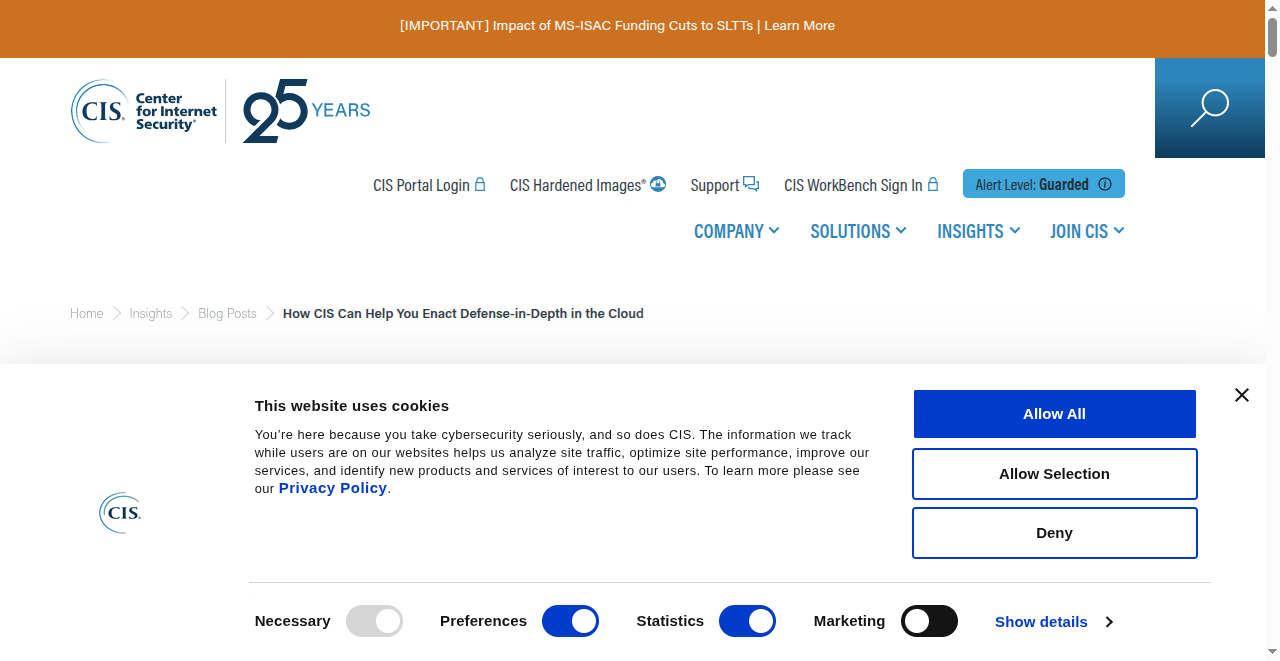 [IMPORTANT] Impact of MS-ISAC Funding Cuts to SLTTs | Learn More
CIS®
Center
for Internet
Security®
25 YEARS
CIS Portal Login
CIS Hardened Images®
Support
CIS WorkBench Sign In
Alert Level: Guarded
COMPANY
SOLUTIONS
INSIGHTS
JOIN CIS
Home
Insights
Blog Posts
How CIS Can Help You Enact Defense-in-Depth in the Cloud
This website uses cookies
You’re here because you take cybersecurity seriously, and so does CIS. The information we track
while users are on our websites helps us analyze site traffic, optimize site performance, improve our
services, and identify new products and services of interest to our users. To learn more please see
our Privacy Policy.
Allow All
Allow Selection
Deny
CIS®
Necessary
Preferences
Statistics
Marketing
Show details